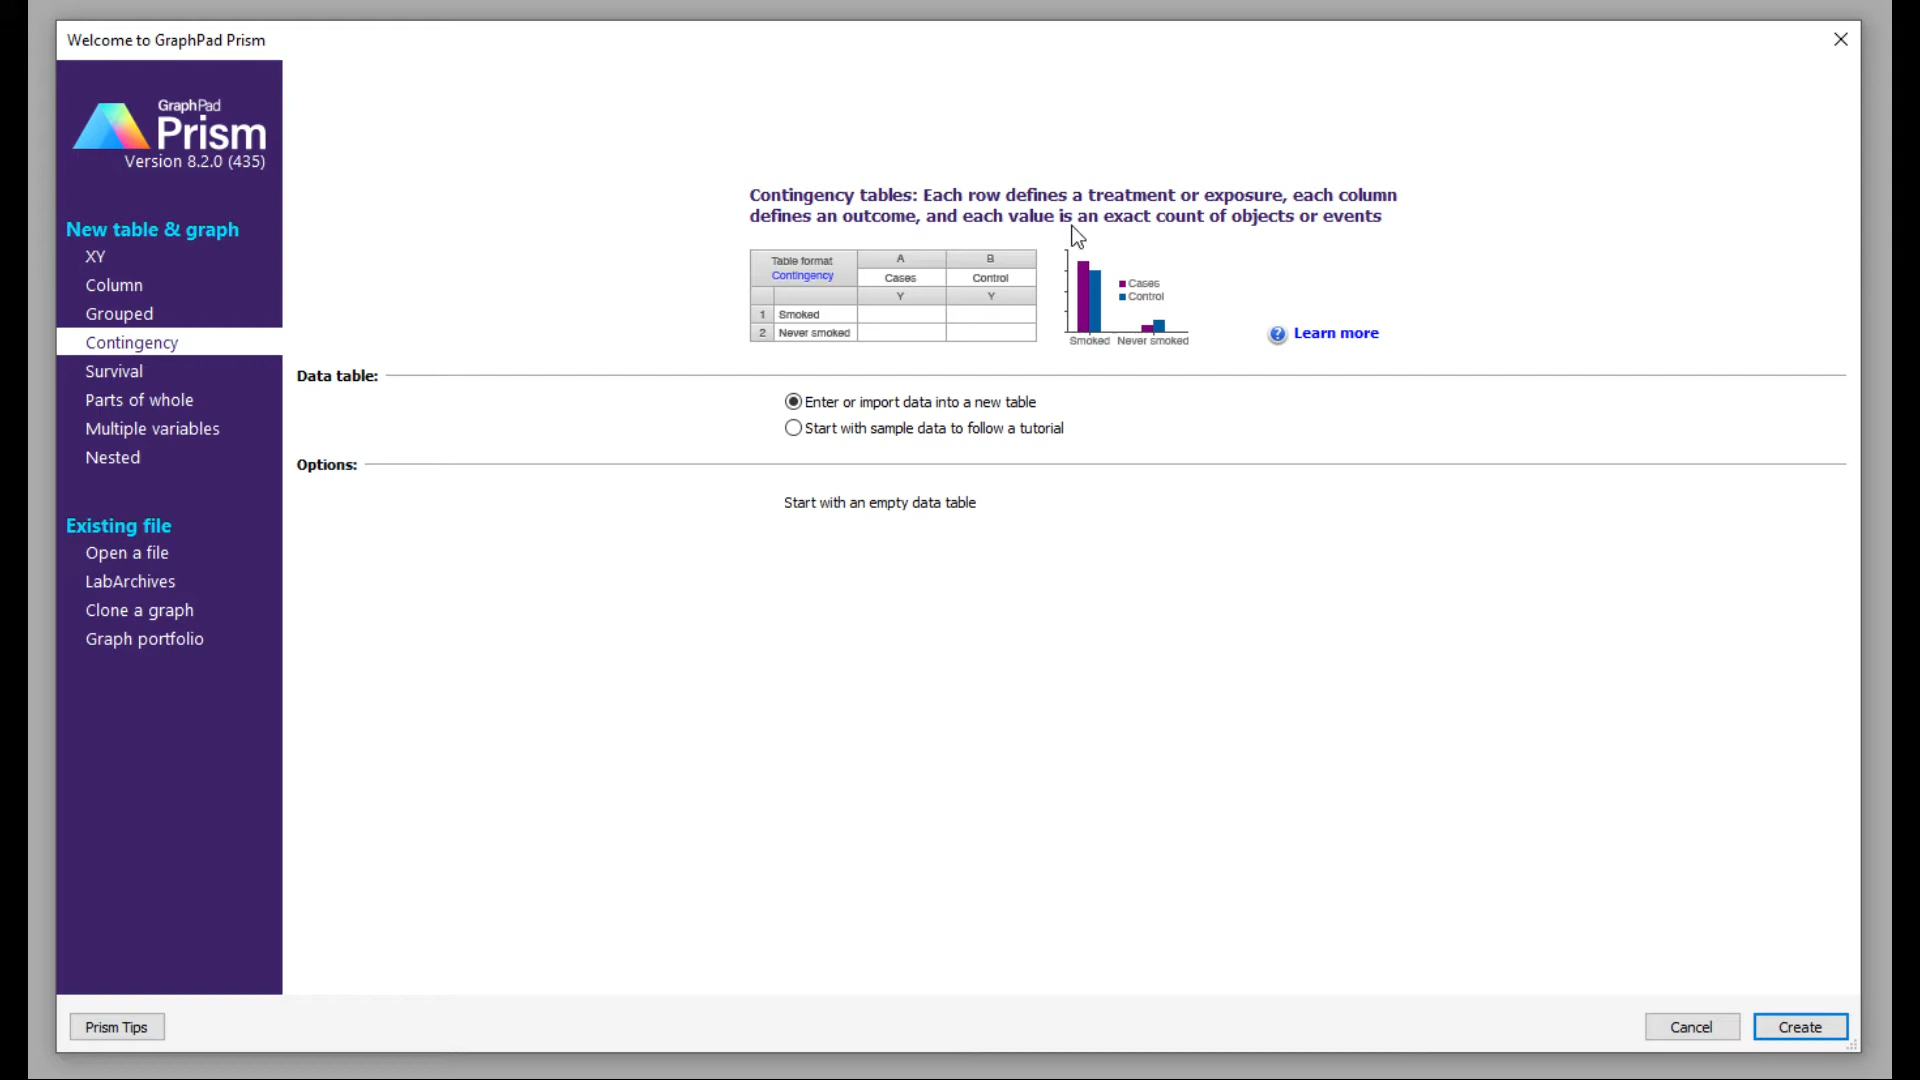 Welcome to GraphPad Prism
GraphPad
Prism
Version 8.2.0 (435)
New table & graph
XY
Column
Grouped
Contingency
Survival
Parts of whole
Multiple variables
Nested
Existing file
Open a file
LabArchives
Clone a graph
Graph portfolio
Contingency tables: Each row defines a treatment or exposure, each column
defines an outcome, and each value is an exact count of objects or events
Table format
Contingency
A
B
Cases
Control
Y
Y
1 Smoked
2 Never smoked
Cases
Control
Smoked Never smoked
Learn more
Data table:
Enter or import data into a new table
Start with sample data to follow a tutorial
Options:
Start with an empty data table
Prism Tips
Cancel
Create